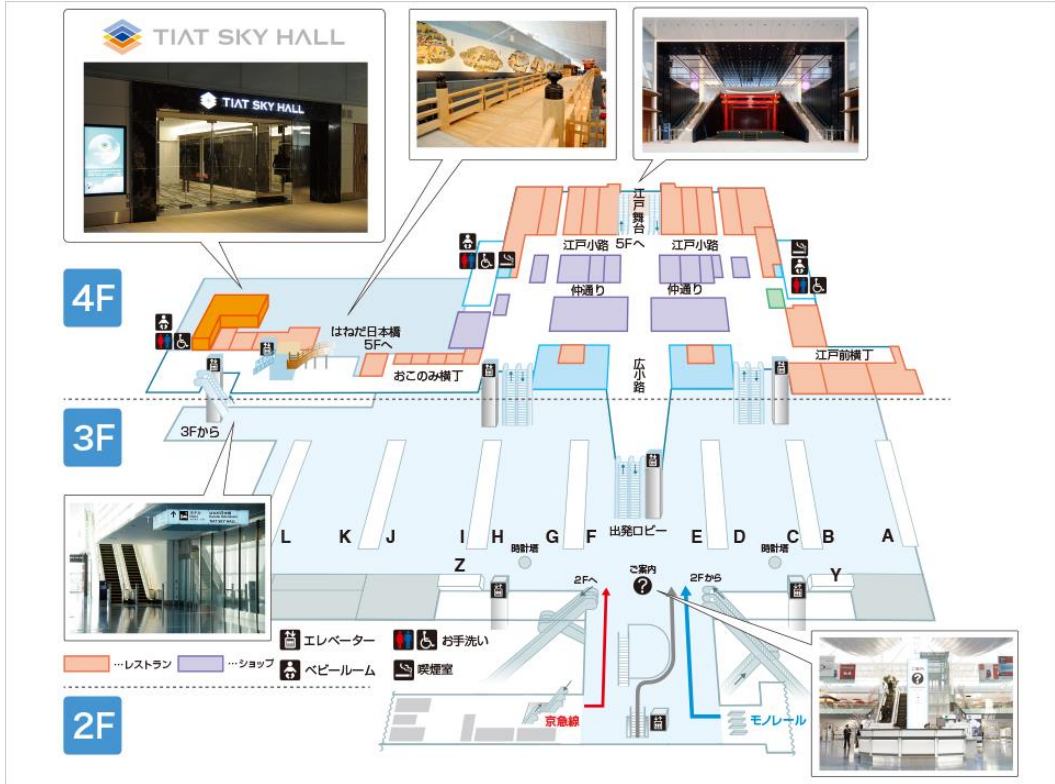 TIAT SKY HALL
TIAT SKY HALL
江戸舞台
5Fへ
江戸小路
江戸小路
仲通り
仲通り
4F
はねだ日本橋
5Fへ
おこのみ横丁
広小路
江戸前横丁
3F
3Fから
TIAT SKY HALL
出発ロビー
L
K
J
I
H
G
F
E
D
C
B
A
時計塔
時計塔
Z
Y
2Fへ
ご案内
?
2Fから
エレベーター
お手洗い
…レストラン
…ショップ
ベビールーム
喫煙室
?
2F
京急線
モノレール